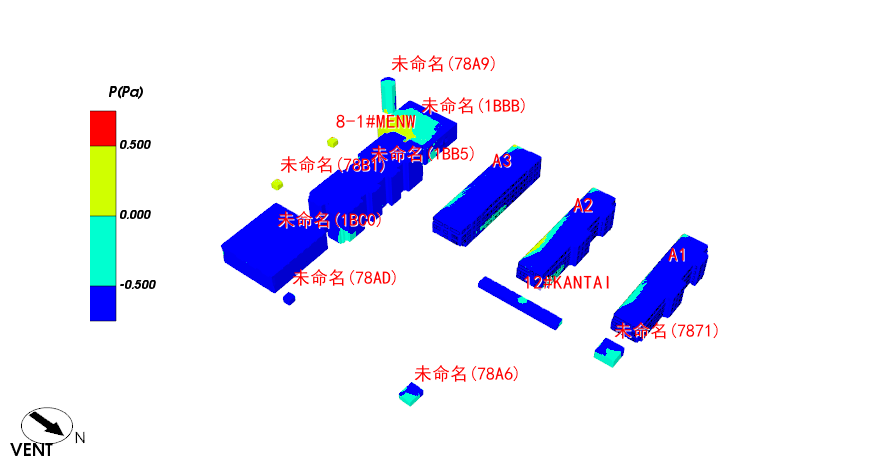 未命名(78A9)
P(Pa)
未命名(1BBB)
8-1#MENW
0.500
未命名(1BB5)
A3
未命名(78B1)
A2
0.000
未命名(1BC0)
A1
未命名(78AD)
-0.500
12#KANTAI
未命名(7871)
未命名(78A6)
N
VENT